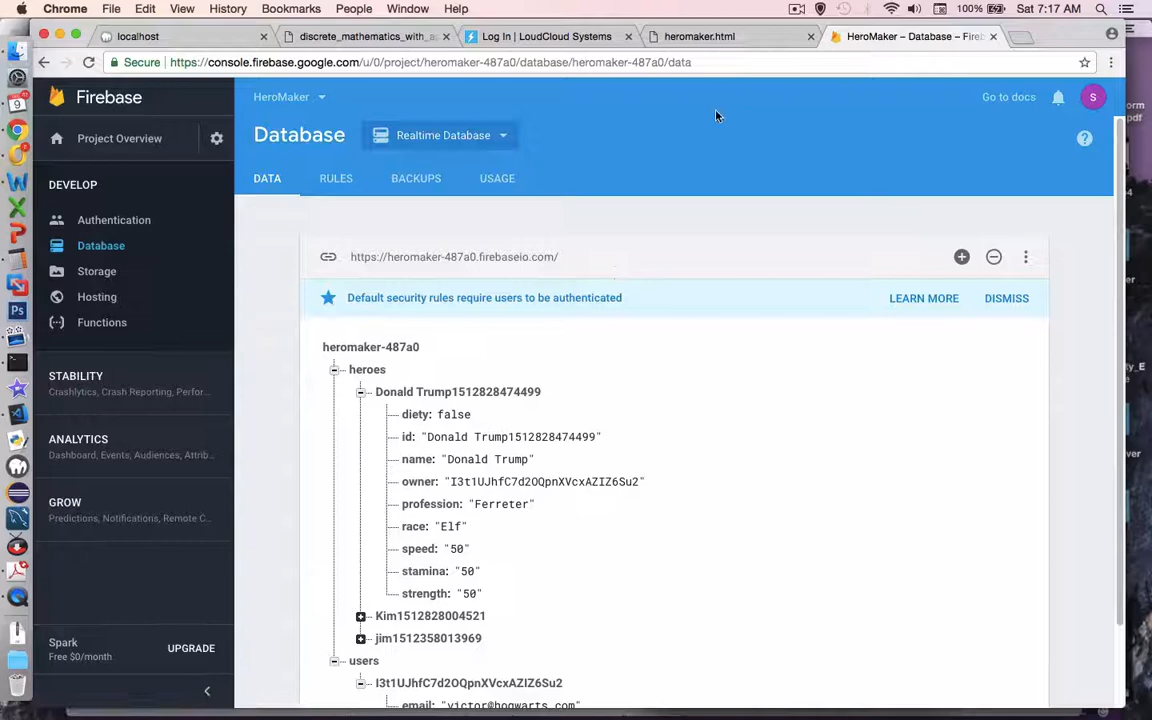 Chrome File Edit View History Bookmarks People Window Help 100% Sat 7:17 AM
localhost discrete_mathematics_with_a Log In | LoudCloud Systems heromaker.html HeroMaker – Database – Fireb
Secure https://console.firebase.google.com/u/0/project/heromaker-487a0/database/heromaker-487a0/data
Firebase HeroMaker Go to docs S
Project Overview Database Realtime Database ?
DATA RULES BACKUPS USAGE
DEVELOP
Authentication
Database
Storage
Hosting
Functions
STABILITY
Crashlytics, Crash Reporting, Perfor...
ANALYTICS
Dashboard, Events, Audiences, Attrib...
GROW
Predictions, Notifications, Remote C...
Spark
Free $0/month
UPGRADE
https://heromaker-487a0.firebaseio.com/
Default security rules require users to be authenticated LEARN MORE DISMISS
heromaker-487a0
heroes
Donald Trump1512828474499
diety: false
id: "Donald Trump1512828474499"
name: "Donald Trump"
owner: "I3t1UJhfC7d2OQpnXVcxAZIZ6Su2"
profession: "Ferreter"
race: "Elf"
speed: "50"
stamina: "50"
strength: "50"
Kim1512828004521
jim1512358013969
users
I3t1UJhfC7d2OQpnXVcxAZIZ6Su2
email: "victor@hogwarts.com"